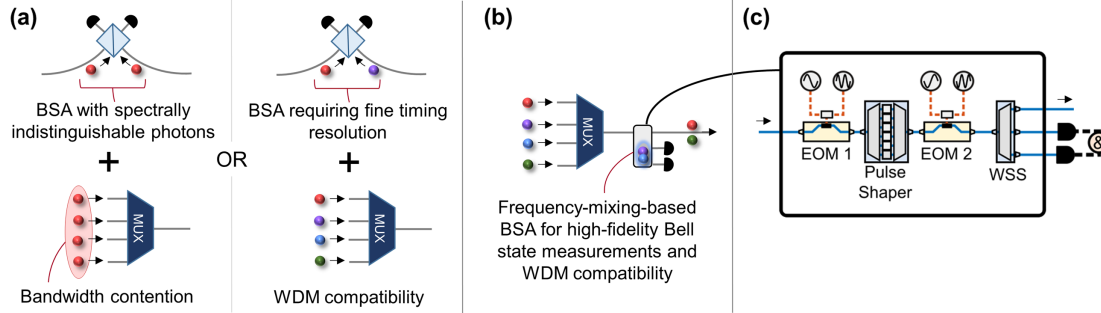 (a)
BSA with spectrally
indistinguishable photons
+
MUX
Bandwidth contention
OR
BSA requiring fine timing
resolution
+
MUX
WDM compatibility
(b)
MUX
Frequency-mixing-based
BSA for high-fidelity Bell
state measurements and
WDM compatibility
(c)
EOM 1
Pulse
Shaper
EOM 2
WSS
&